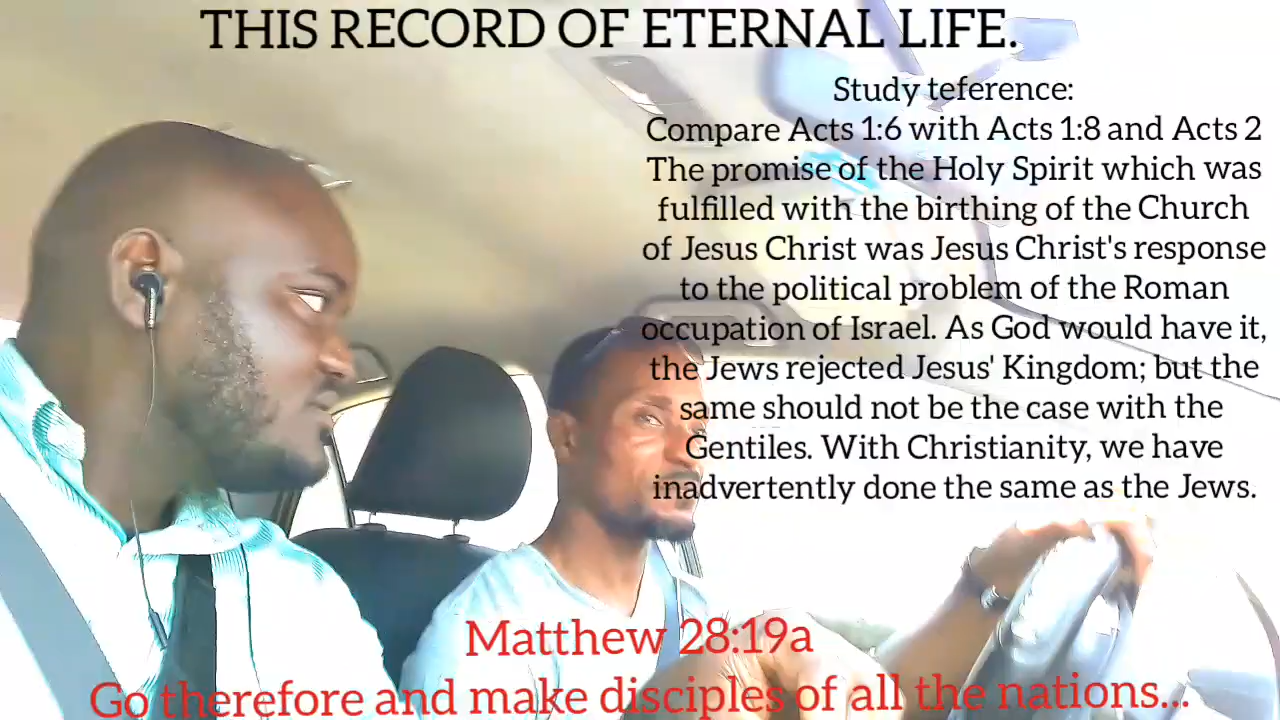 THIS RECORD OF ETERNAL LIFE.
Study teference:
Compare Acts 1:6 with Acts 1:8 and Acts 2
The promise of the Holy Spirit which was
fulfilled with the birthing of the Church
of Jesus Christ was Jesus Christ's response
to the political problem of the Roman
occupation of Israel. As God would have it,
the Jews rejected Jesus' Kingdom; but the
same should not be the case with the
Gentiles. With Christianity, we have
inadvertently done the same as the Jews.
Matthew 28:19a
Go therefore and make disciples of all the nations...